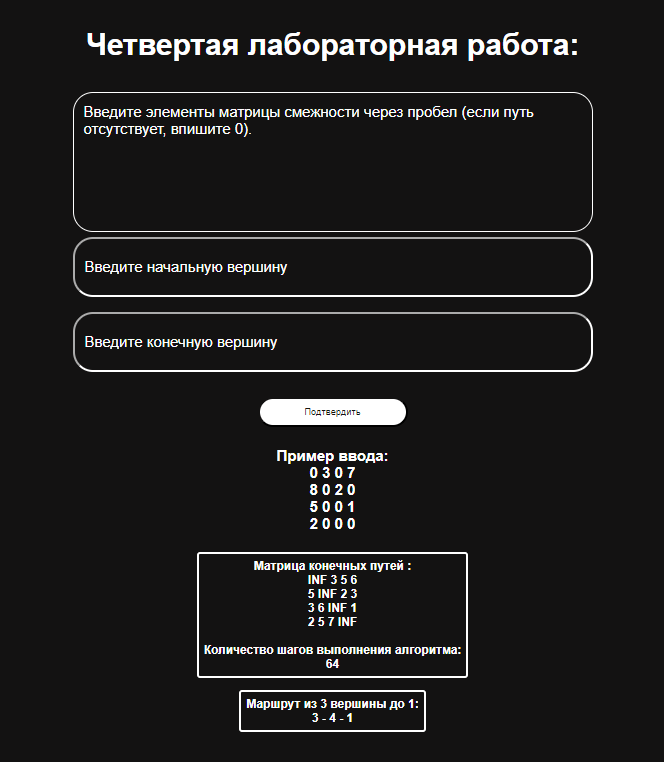 Четвертая лабораторная работа:
Введите элементы матрицы смежности через пробел (если путь
отсутствует, впишите 0).
Введите начальную вершину
Введите конечную вершину
Подтвердить
Пример ввода:
0 3 0 7
8 0 2 0
5 0 0 1
2 0 0 0
Матрица конечных путей :
INF 3 5 6
5 INF 2 3
3 6 INF 1
2 5 7 INF
Количество шагов выполнения алгоритма:
64
Маршрут из 3 вершины до 1:
3 - 4 - 1